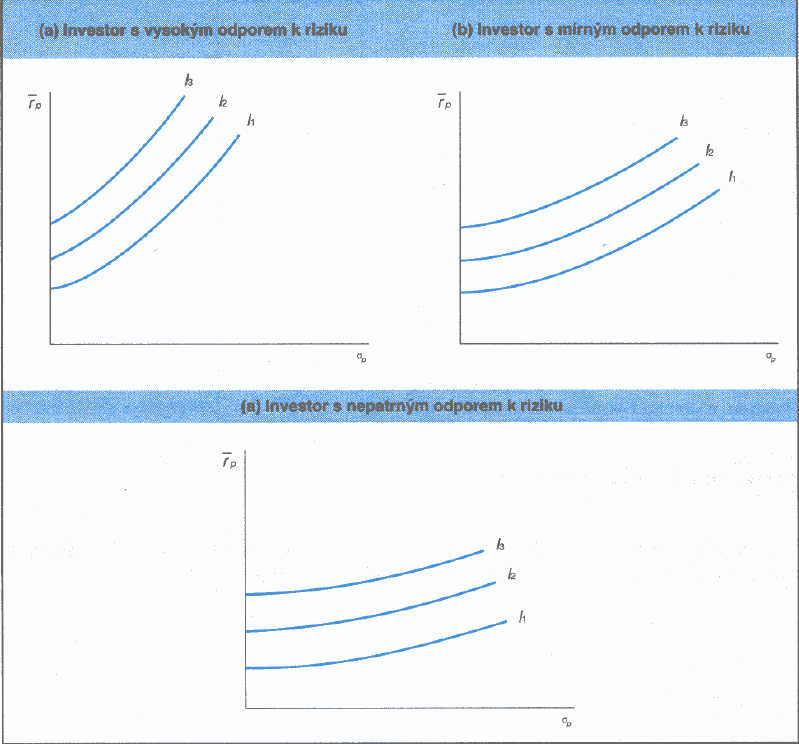 (a) Investor s vysokým odporem k riziku
r̅p
I3
I2
I1
σp
(b) Investor s mírným odporem k riziku
r̅p
I3
I2
I1
σp
(a) Investor s nepatrným odporem k riziku
r̅p
I3
I2
I1
σp